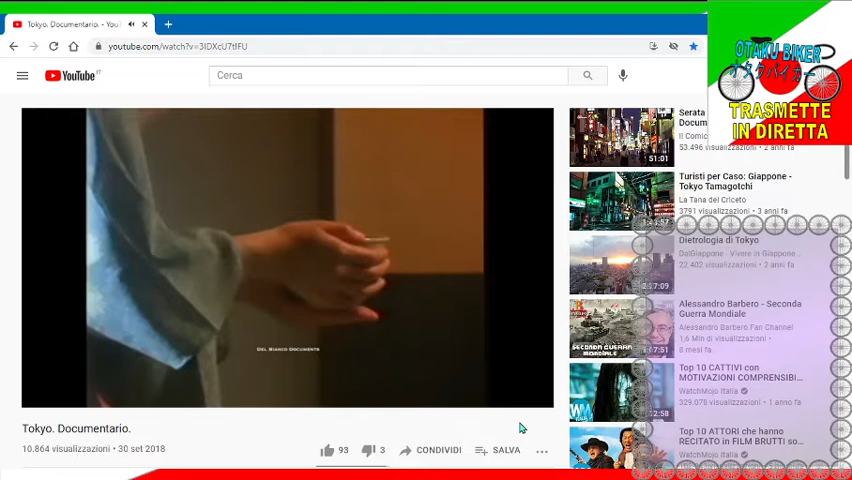 Tokyo. Documentario. - You
youtube.com/watch?v=3IDXcU7tIFU
YouTube IT
Cerca
OTAKU BIKER
オタクバイカー
TRASMETTE
IN DIRETTA
DEL BIANCO DOCUMENTS
Tokyo. Documentario.
10.864 visualizzazioni • 30 set 2018
93
3
CONDIVIDI
SALVA
51:01
Serata
Docum
Il Comic
53.496 visualizzazioni • 2 anni fa
Turisti per Caso: Giappone -
Tokyo Tamagotchi
La Tana del Criceto
3791 visualizzazioni • 3 anni fa
Dietrologia di Tokyo
DalGiappone - Vivere in Giappone ...
22.402 visualizzazioni • 2 anni fa
SECONDA GUERRA
MONDIALE
Alessandro Barbero - Seconda
Guerra Mondiale
Alessandro Barbero Fan Channel
1,6 Mln di visualizzazioni •
8 mesi fa
12:58
Top 10 CATTIVI con
MOTIVAZIONI COMPRENSIBI...
WatchMojo Italia
329.078 visualizzazioni • 1 anno fa
Top 10 ATTORI che hanno
RECITATO in FILM BRUTTI so...
WatchMojo Italia